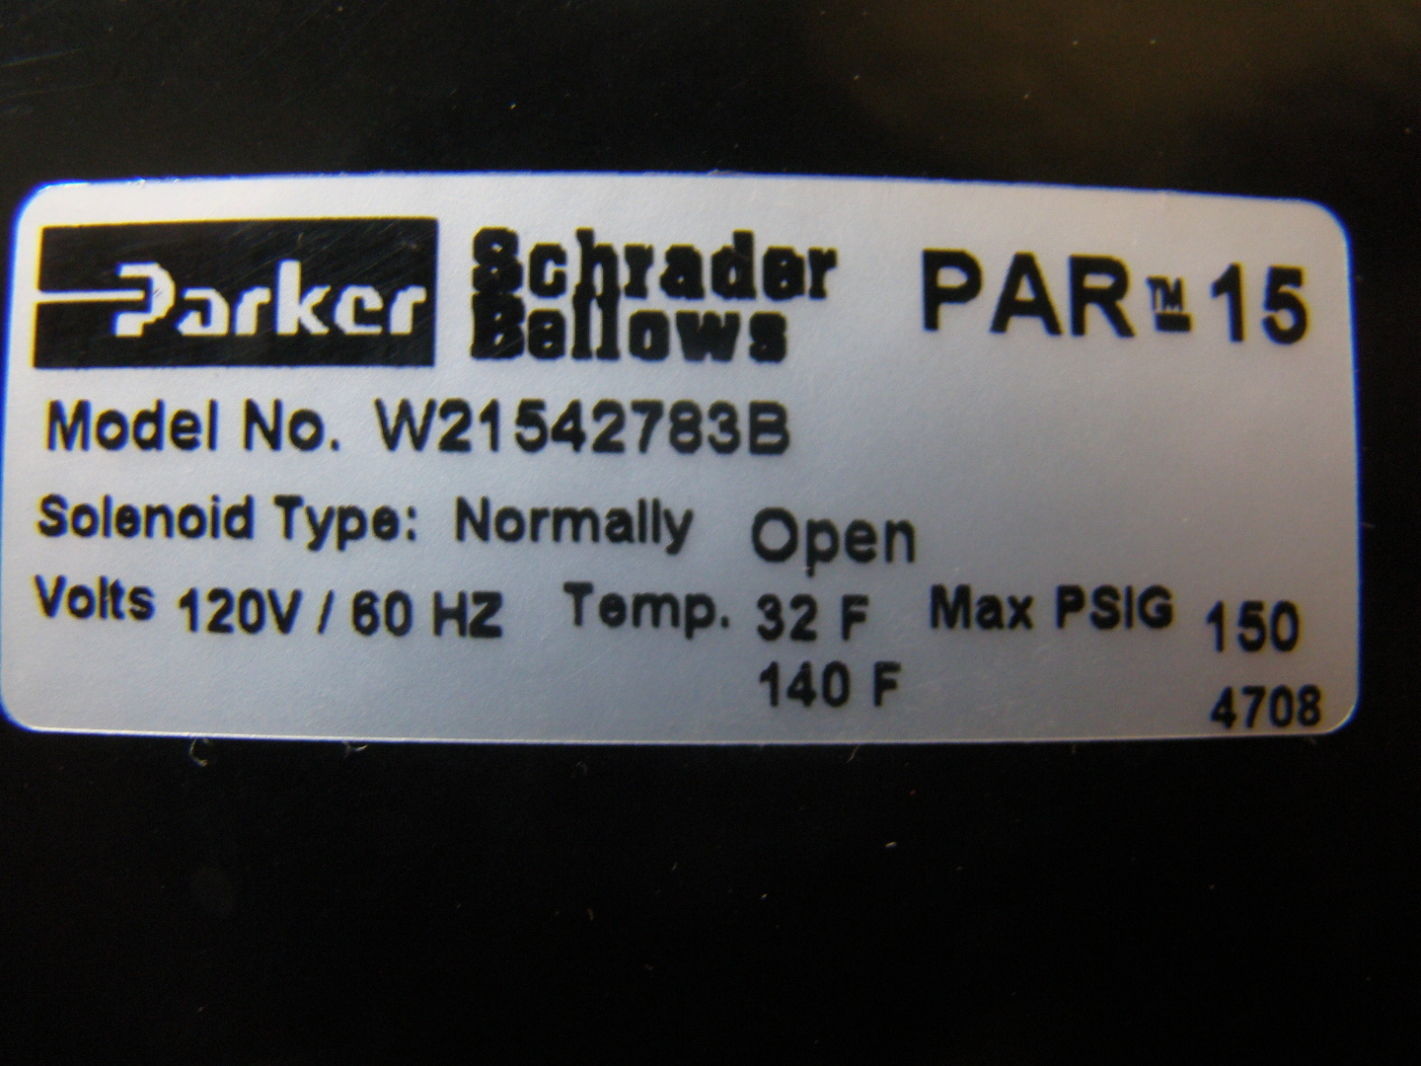 Parker Schrader Bellows PAR™-15
Model No. W21542783B
Solenoid Type: Normally Open
Volts 120V / 60 HZ Temp. 32 F Max PSIG 150
140 F
4708